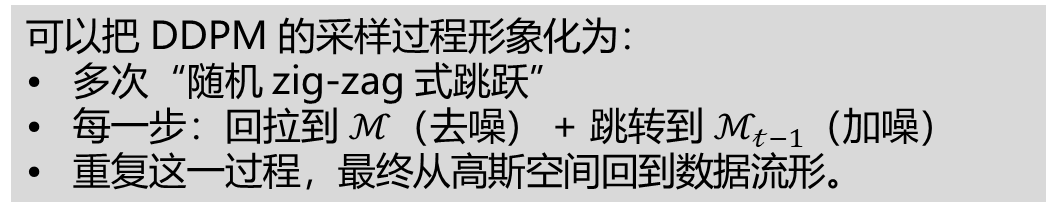 可以把 DDPM 的采样过程形象化为：
• 多次“随机 zig-zag 式跳跃”
• 每一步：回拉到 ℳ（去噪） + 跳转到 ℳₜ₋₁（加噪）
• 重复这一过程，最终从高斯空间回到数据流形。